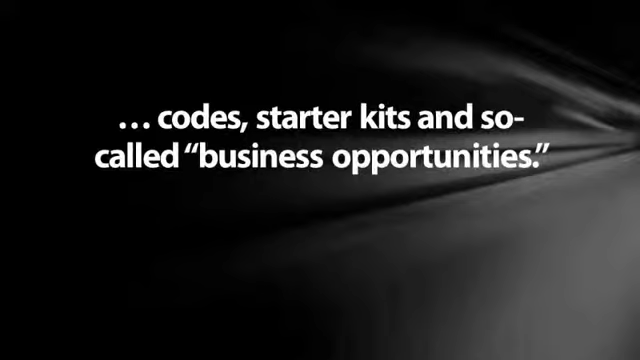 … codes, starter kits and so-
called “business opportunities.”